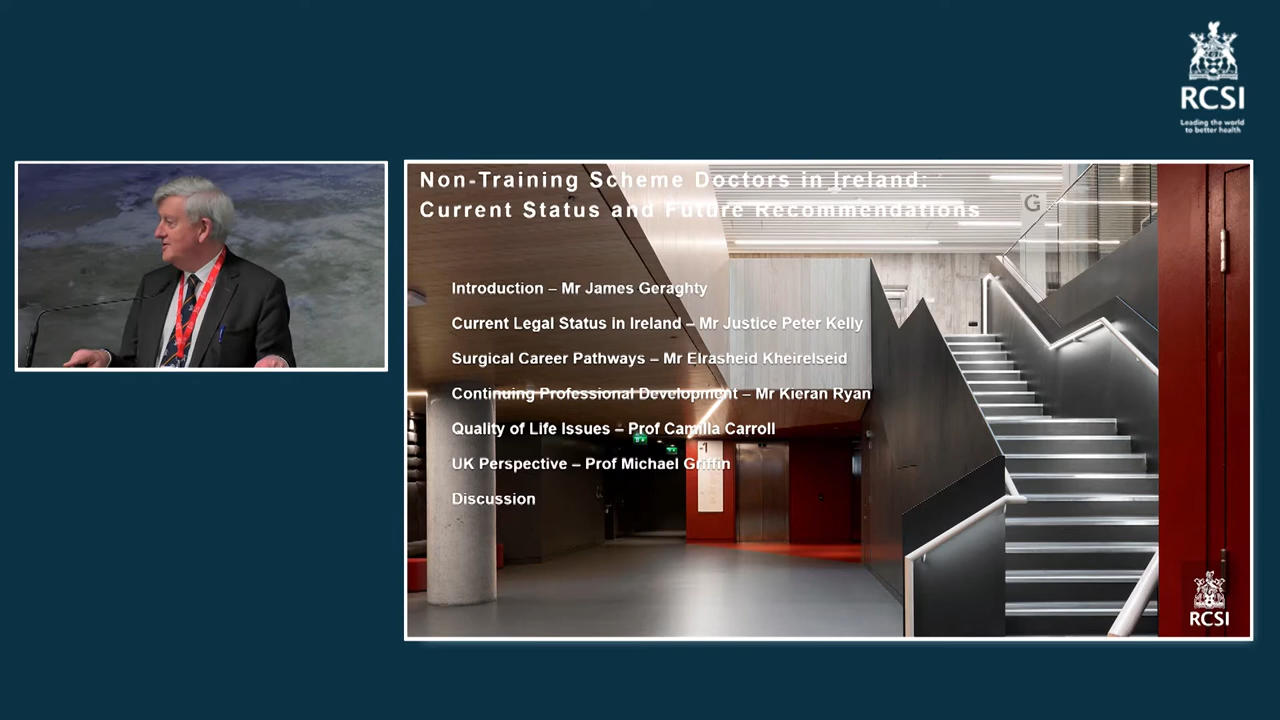 RCSI
Leading the world
to better health
Non-Training Scheme Doctors in Ireland:
Current Status and Future Recommendations
G
Introduction – Mr James Geraghty
Current Legal Status in Ireland – Mr Justice Peter Kelly
Surgical Career Pathways – Mr Elrasheid Kheirelseid
Continuing Professional Development – Mr Kieran Ryan
Quality of Life Issues – Prof Camilla Carroll
UK Perspective – Prof Michael Griffin
Discussion
-1
RCSI